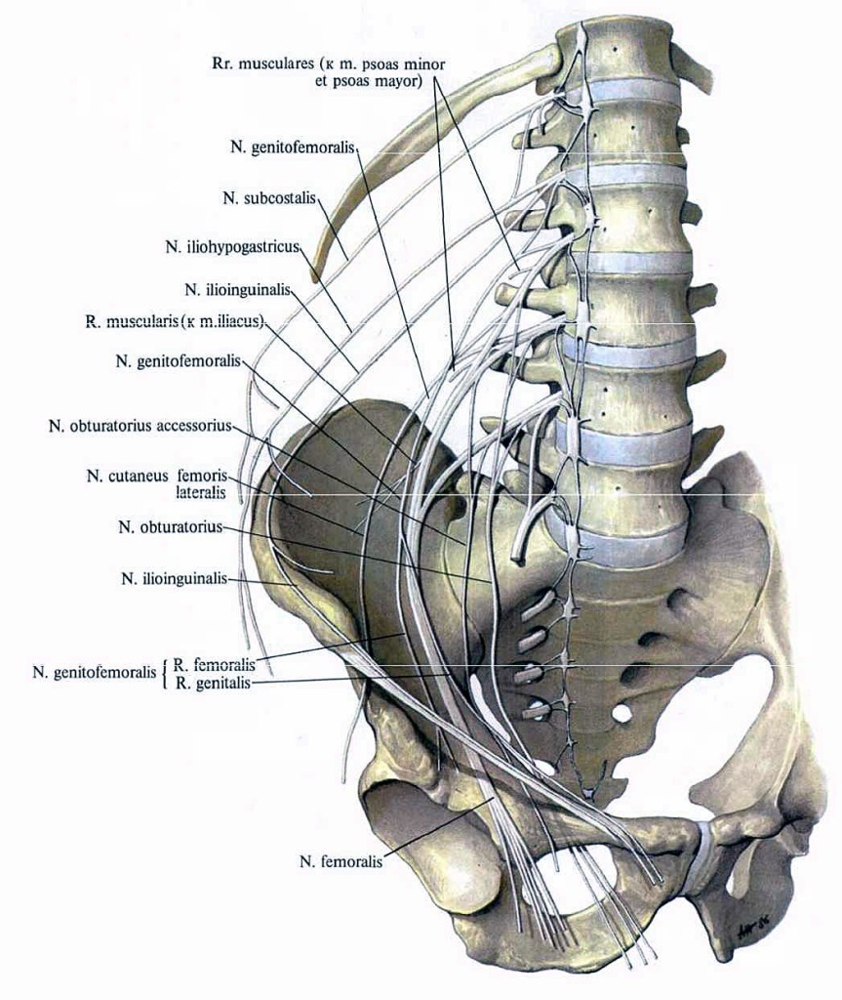 Rr. musculares (к m. psoas minor
et psoas mayor)
N. genitofemoralis
N. subcostalis
N. iliohypogastricus
N. ilioinguinalis
R. muscularis (к m.iliacus)
N. genitofemoralis
N. obturatorius accessorius
N. cutaneus femoris
lateralis
N. obturatorius
N. ilioinguinalis
N. genitofemoralis { R. femoralis
R. genitalis
N. femoralis